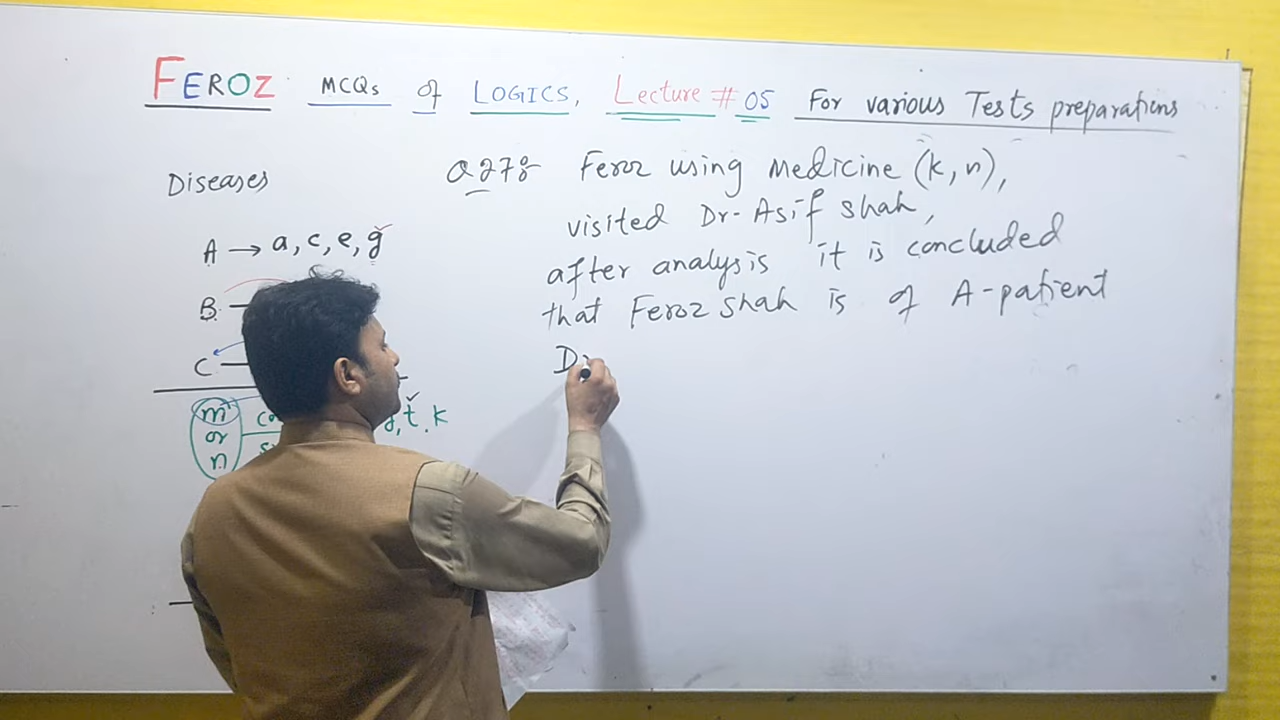 FEROZ MCQs of LOGICS, Lecture # 05 For various Tests preparations
Diseases
A → a, c, e, g
B
C
m
or
n
t, k
Q278 Feroz using medicine (k, n),
visited Dr-Asif shah,
after analysis it is concluded
that Feroz shah is of A-patient
D